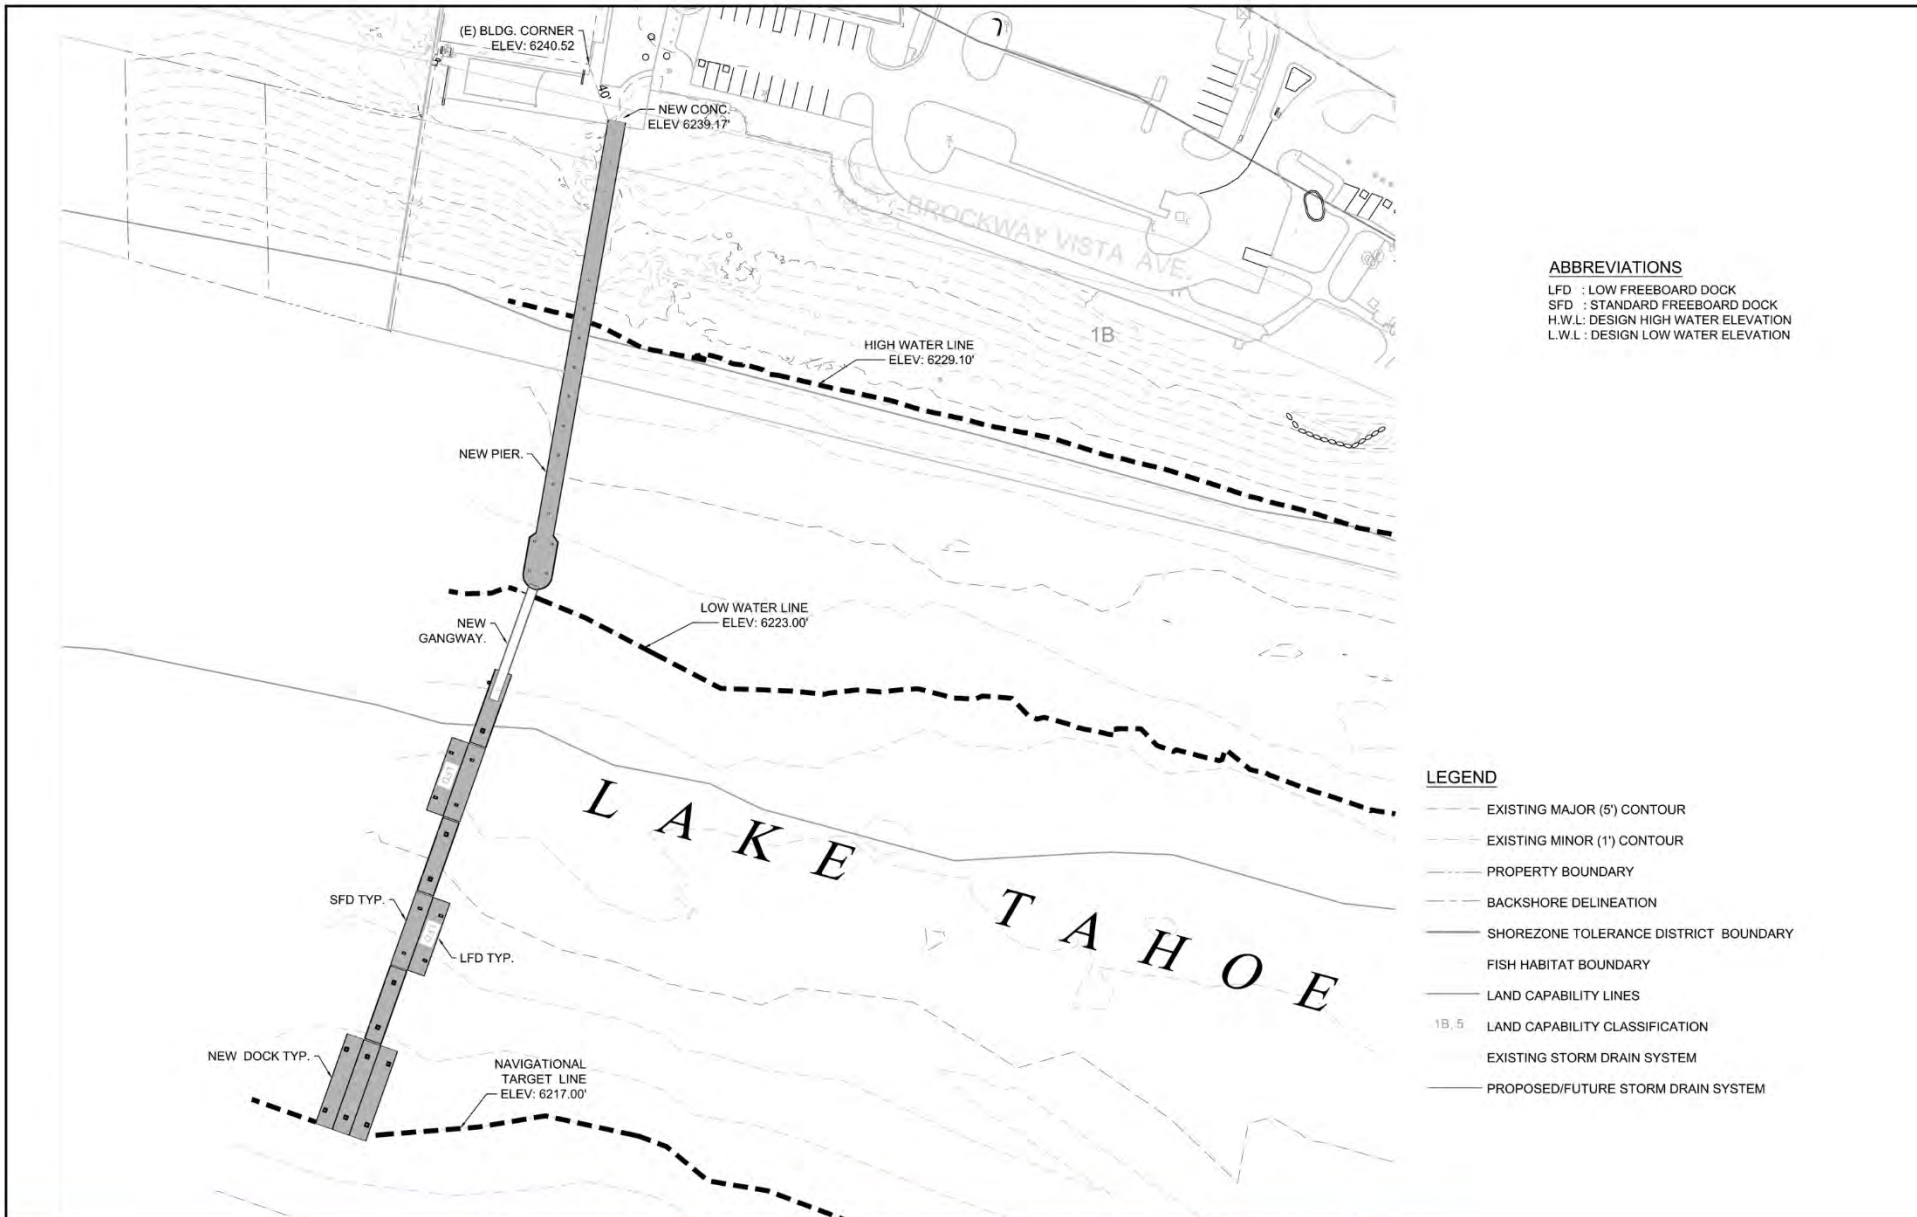 (E) BLDG. CORNER
ELEV: 6240.52
40'
NEW CONC.
ELEV 6239.17'
BROCKWAY VISTA AVE.
1B
HIGH WATER LINE
ELEV: 6229.10'
NEW PIER.
LOW WATER LINE
ELEV: 6223.00'
NEW
GANGWAY.
LFD
LAKE TAHOE
SFD TYP.
LFD
LFD TYP.
NEW DOCK TYP.
NAVIGATIONAL
TARGET LINE
ELEV: 6217.00'
ABBREVIATIONS
LFD : LOW FREEBOARD DOCK
SFD : STANDARD FREEBOARD DOCK
H.W.L: DESIGN HIGH WATER ELEVATION
L.W.L : DESIGN LOW WATER ELEVATION
LEGEND
EXISTING MAJOR (5') CONTOUR
EXISTING MINOR (1') CONTOUR
PROPERTY BOUNDARY
BACKSHORE DELINEATION
SHOREZONE TOLERANCE DISTRICT BOUNDARY
FISH HABITAT BOUNDARY
LAND CAPABILITY LINES
1B, 5 LAND CAPABILITY CLASSIFICATION
EXISTING STORM DRAIN SYSTEM
PROPOSED/FUTURE STORM DRAIN SYSTEM